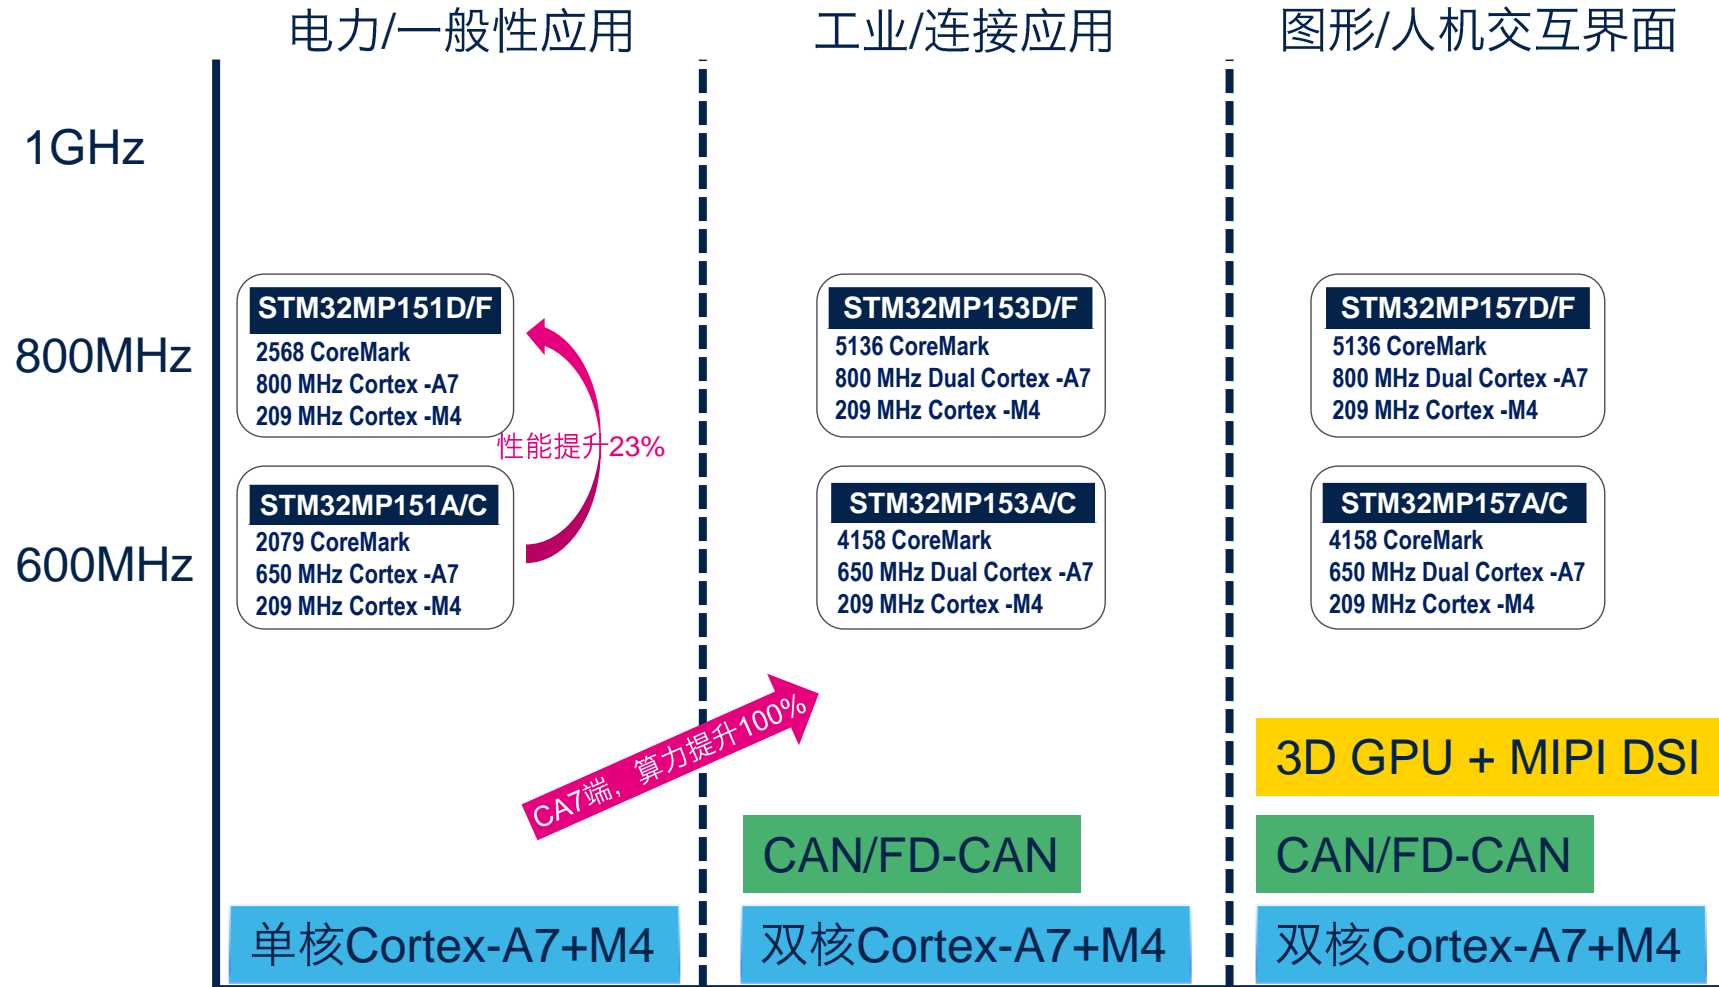 电力/一般性应用
工业/连接应用
图形/人机交互界面
1GHz
800MHz
600MHz
STM32MP151D/F
2568 CoreMark
800 MHz Cortex -A7
209 MHz Cortex -M4
STM32MP153D/F
5136 CoreMark
800 MHz Dual Cortex -A7
209 MHz Cortex -M4
STM32MP157D/F
5136 CoreMark
800 MHz Dual Cortex -A7
209 MHz Cortex -M4
性能提升23%
STM32MP151A/C
2079 CoreMark
650 MHz Cortex -A7
209 MHz Cortex -M4
STM32MP153A/C
4158 CoreMark
650 MHz Dual Cortex -A7
209 MHz Cortex -M4
STM32MP157A/C
4158 CoreMark
650 MHz Dual Cortex -A7
209 MHz Cortex -M4
CA7端，算力提升100%
3D GPU + MIPI DSI
CAN/FD-CAN
CAN/FD-CAN
单核Cortex-A7+M4
双核Cortex-A7+M4
双核Cortex-A7+M4